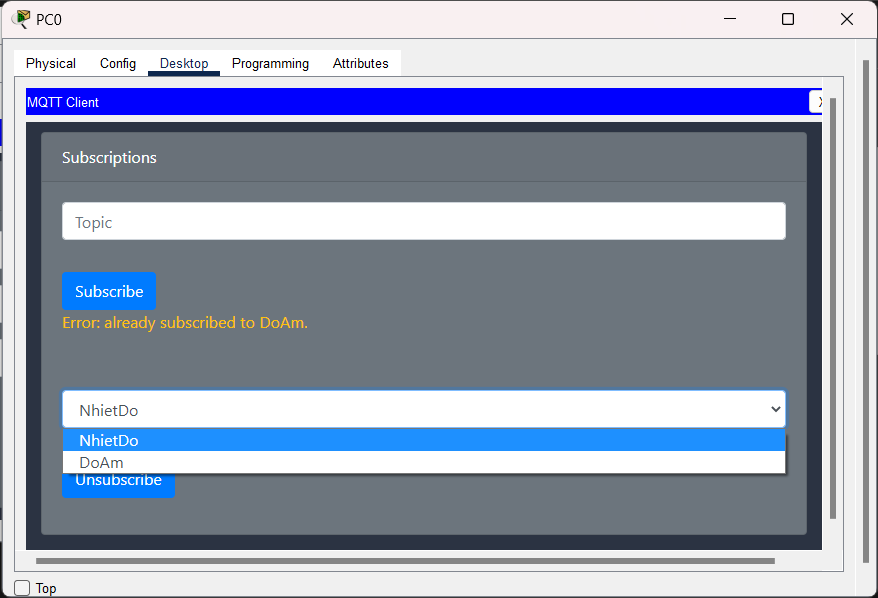 PC0
Physical Config Desktop Programming Attributes
MQTT Client
Subscriptions
Topic
Subscribe
Error: already subscribed to DoAm.
NhietDo
NhietDo
DoAm
Unsubscribe
Top